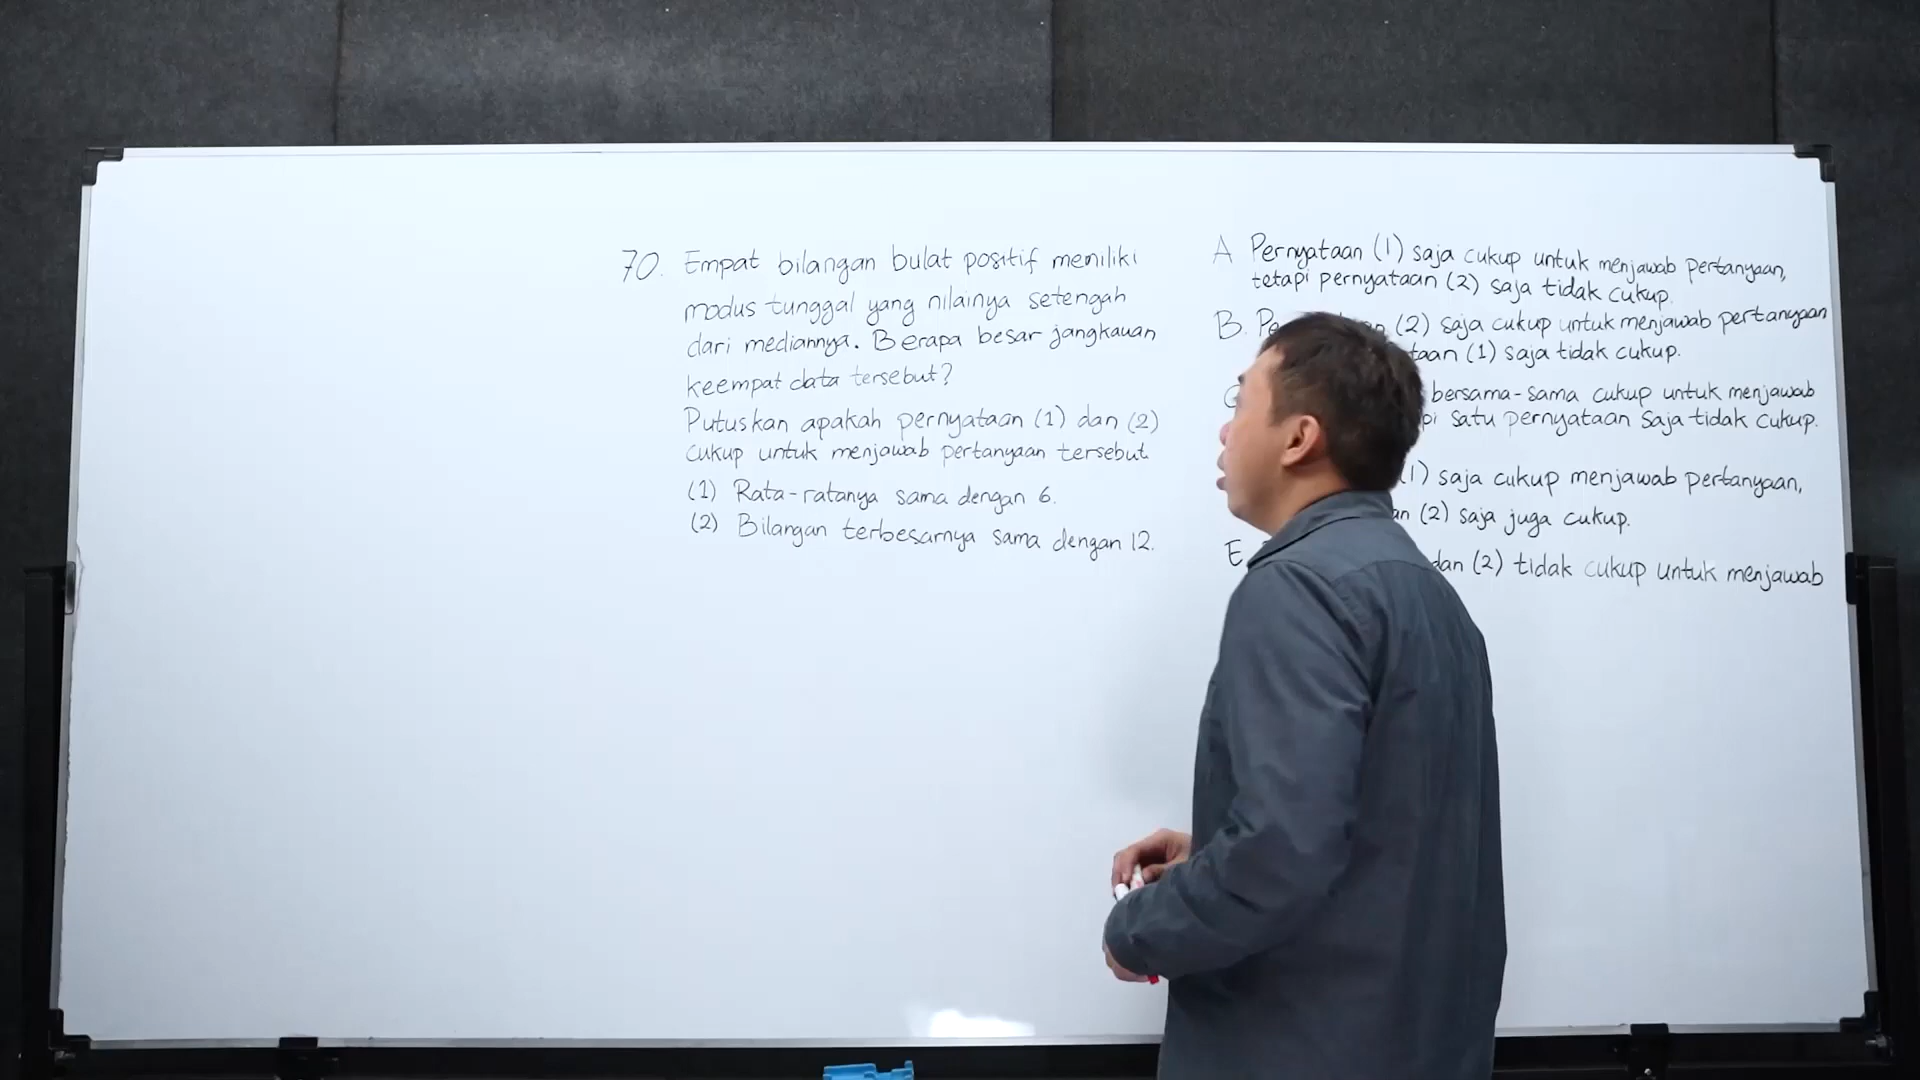 70. Empat bilangan bulat positif memiliki
modus tunggal yang nilainya setengah
dari mediannya. Berapa besar jangkauan
keempat data tersebut?
Putuskan apakah pernyataan (1) dan (2)
cukup untuk menjawab pertanyaan tersebut.
(1) Rata-ratanya sama dengan 6.
(2) Bilangan terbesarnya sama dengan 12.
A Pernyataan (1) saja cukup untuk menjawab pertanyaan,
tetapi pernyataan (2) saja tidak cukup.
B. (2) saja cukup untuk menjawab pertanyaan
(1) saja tidak cukup.
bersama-sama cukup untuk menjawab
satu pernyataan saja tidak cukup.
(1) saja cukup menjawab pertanyaan,
(2) saja juga cukup.
E. dan (2) tidak cukup untuk menjawab